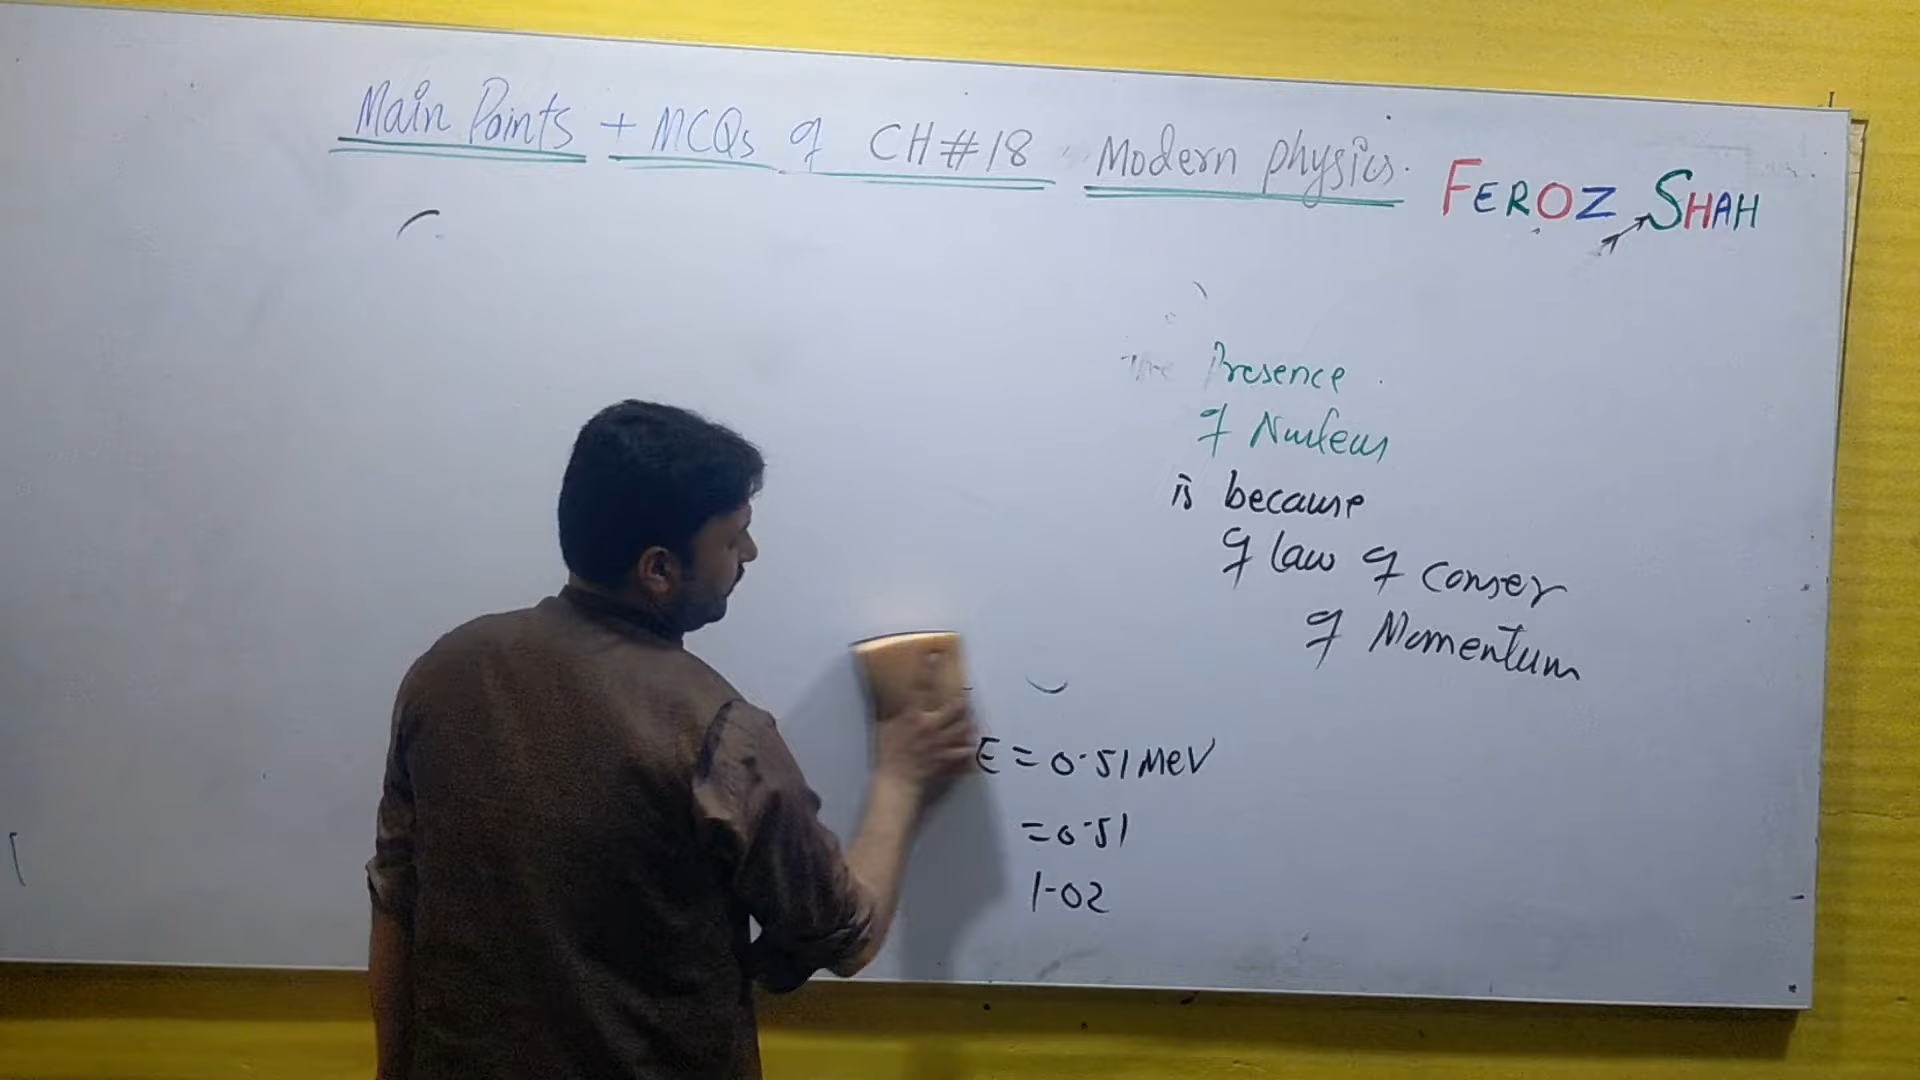 Main Points + MCQs of CH#18 Modern physics.
FEROZ SHAH
The Presence
of Nucleus
is because
of law of conser
of Momentum
E = 0.51 MeV
= 0.51
1.02